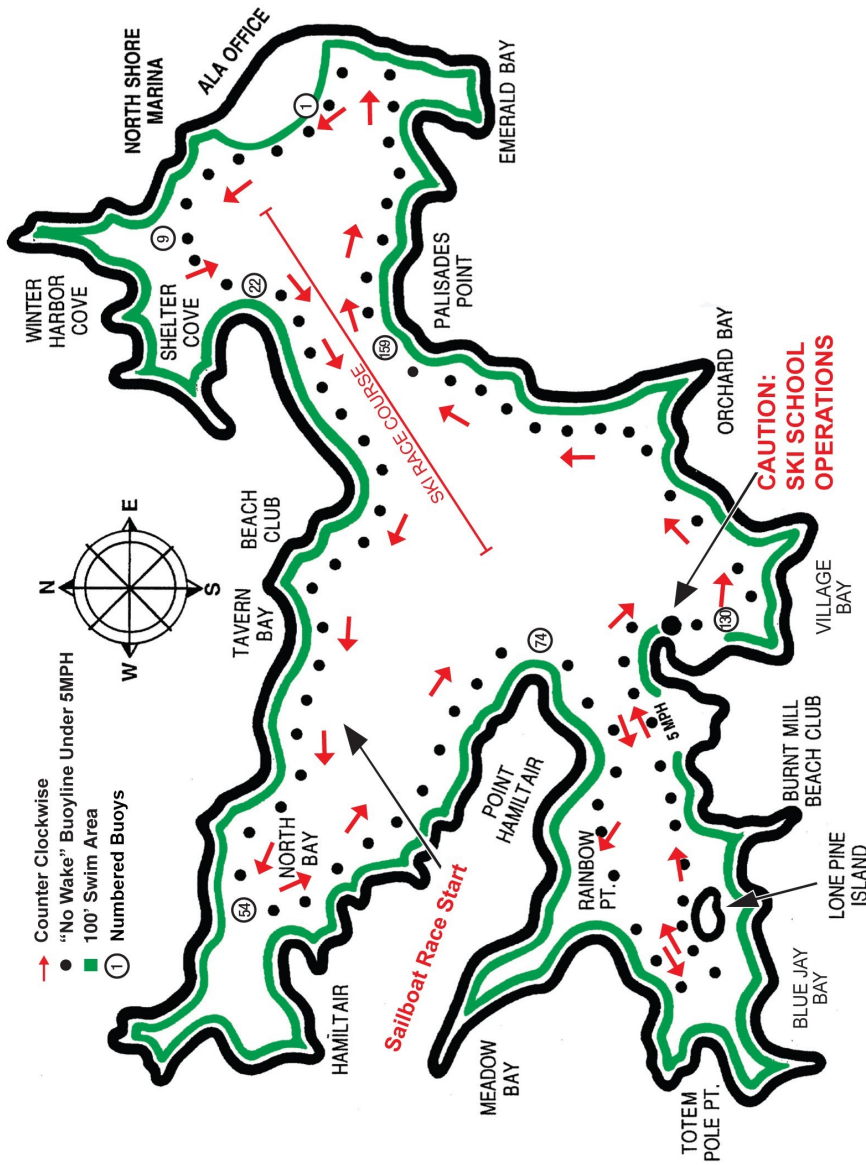 Counter Clockwise
"No Wake" Buoyline Under 5MPH
100' Swim Area
1 Numbered Buoys
N
E
S
W
WINTER
HARBOR
COVE
NORTH SHORE
MARINA
ALA OFFICE
SHELTER
COVE
9
1
22
EMERALD BAY
TAVERN
BAY
BEACH
CLUB
SKI RACE COURSE
159
PALISADES
POINT
54
NORTH
BAY
HAMILTAIR
Sailboat Race Start
POINT
HAMILTAIR
74
ORCHARD BAY
CAUTION:
SKI SCHOOL
OPERATIONS
MEADOW
BAY
RAINBOW
PT.
5 MPH
130
VILLAGE
BAY
BURNT MILL
BEACH CLUB
LONE PINE
ISLAND
BLUE JAY
BAY
TOTEM
POLE PT.